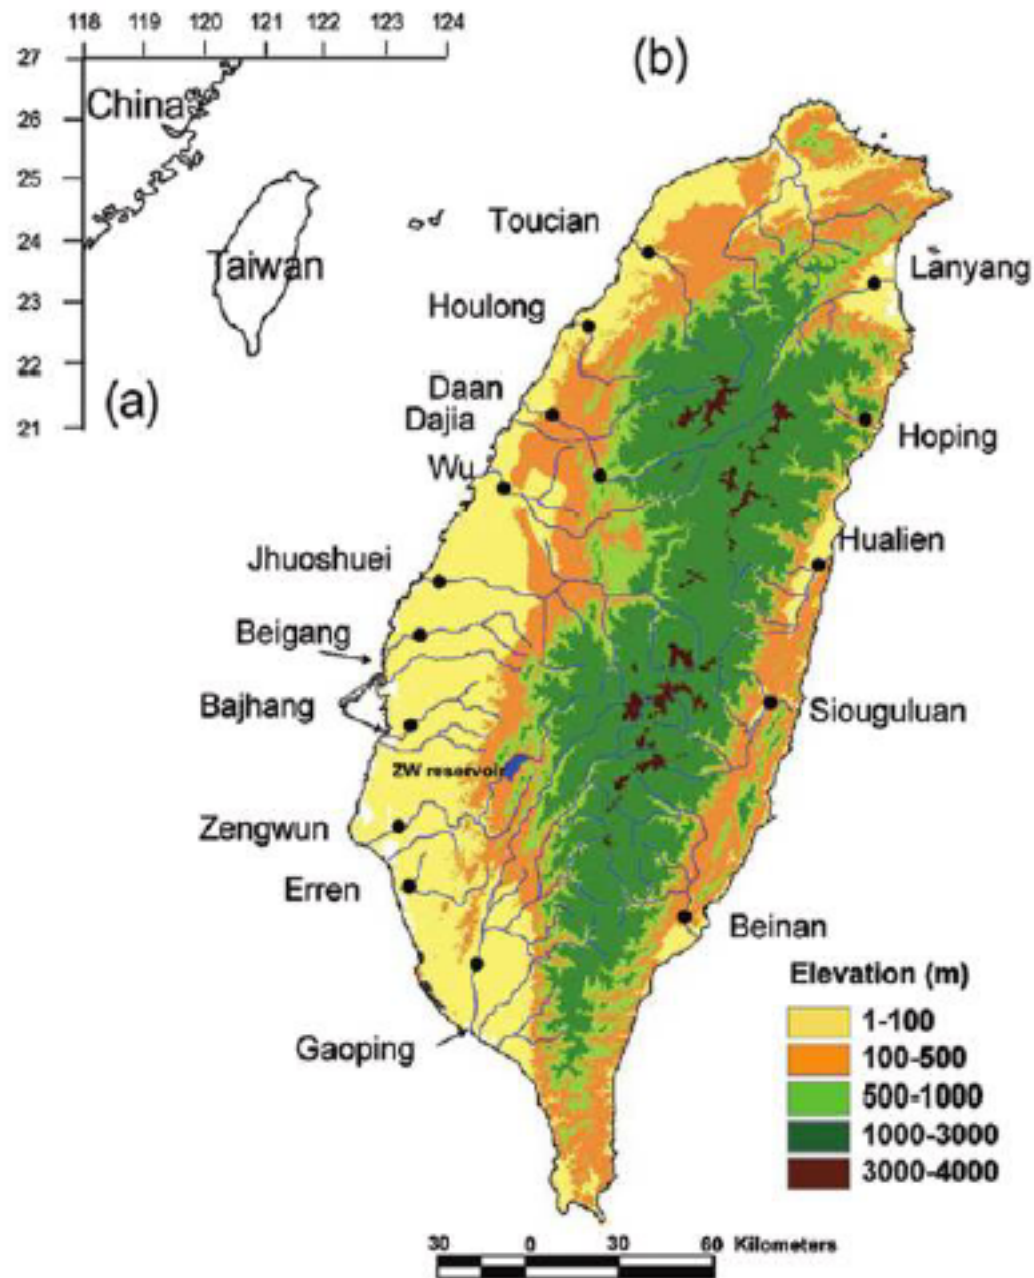 118 119 120 121 122 123 124
(b)
27
China
26
25
24
Taiwan
23
22
(a)
21
Toucian
Lanyang
Houlong
Daan
Dajia
Hoping
Wu
Hualien
Jhuoshuei
Beigang
Bajhang
Siouguluan
ZW reservoir
Zengwun
Erren
Beinan
Gaoping
Elevation (m)
1-100
100-500
500-1000
1000-3000
3000-4000
30 0 30 60 Kilometers